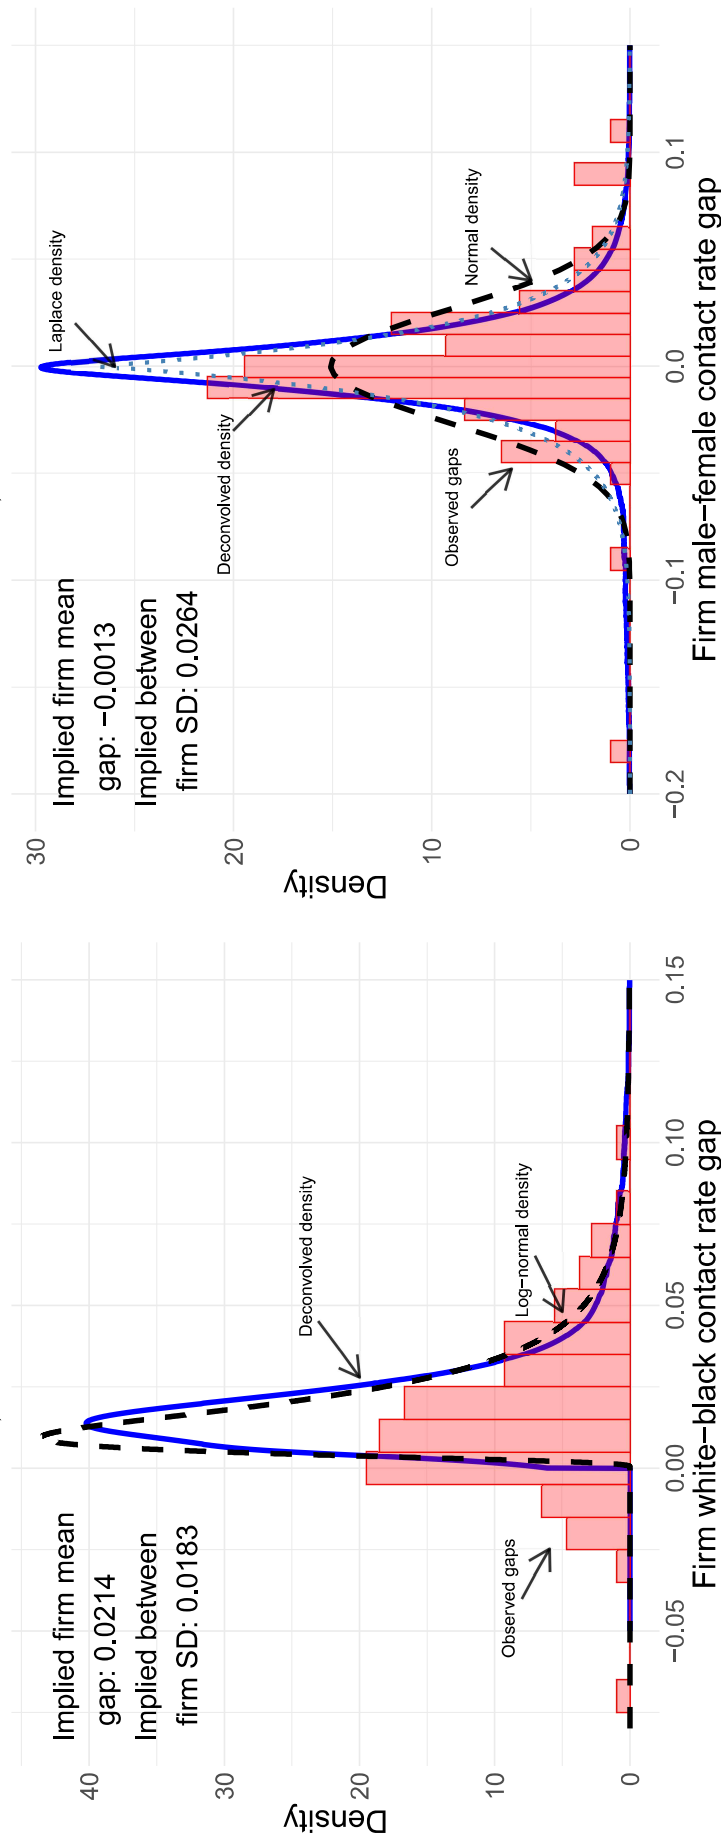 Implied firm mean
gap: 0.0214
Implied between
firm SD: 0.0183
Deconvolved density
Log−normal density
Observed gaps
0
10
20
30
40
Density
−0.05
0.00
0.05
0.10
0.15
Firm white−black contact rate gap
Implied firm mean
gap: −0.0013
Implied between
firm SD: 0.0264
Laplace density
Deconvolved density
Normal density
Observed gaps
0
10
20
30
Density
−0.2
−0.1
0.0
0.1
Firm male−female contact rate gap